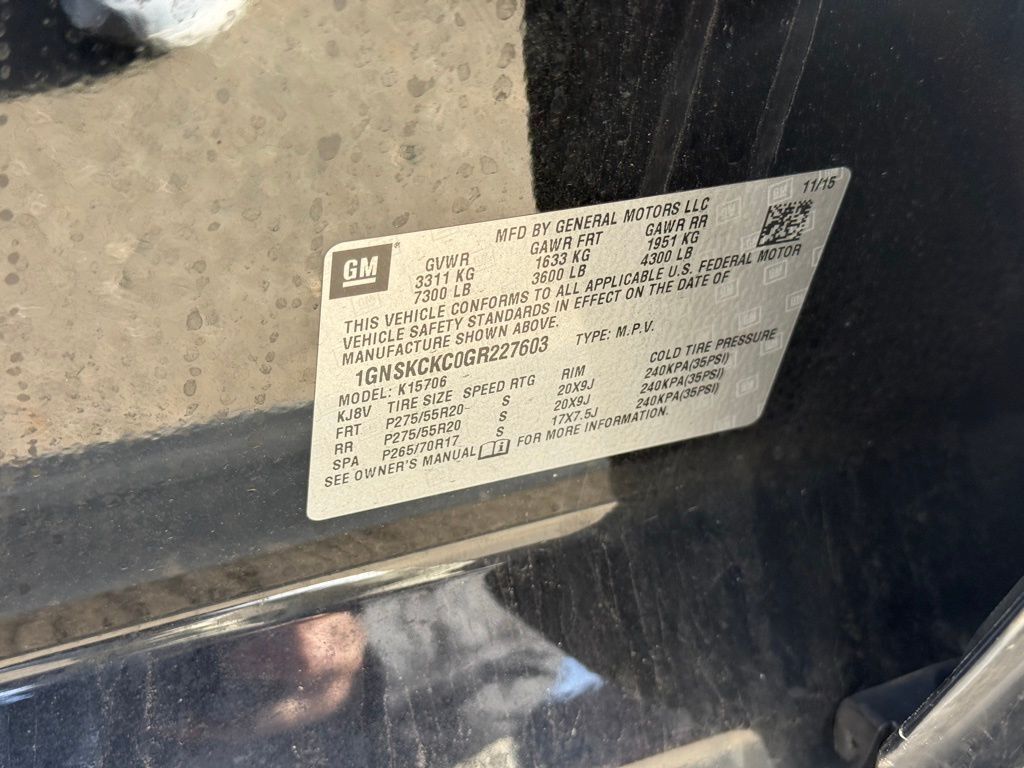 11/15
GM
MFD BY GENERAL MOTORS LLC
GVWR GAWR FRT GAWR RR
3311 KG 1633 KG 1951 KG
7300 LB 3600 LB 4300 LB
THIS VEHICLE CONFORMS TO ALL APPLICABLE U.S. FEDERAL MOTOR
VEHICLE SAFETY STANDARDS IN EFFECT ON THE DATE OF
MANUFACTURE SHOWN ABOVE.
1GNSKCKC0GR227603 TYPE: M.P.V.
MODEL: K15706
KJ8V TIRE SIZE SPEED RTG RIM COLD TIRE PRESSURE
FRT P275/55R20 S 20X9J 240KPA(35PSI)
RR P275/55R20 S 20X9J 240KPA(35PSI)
SPA P265/70R17 S 17X7.5J 240KPA(35PSI)
SEE OWNER'S MANUAL FOR MORE INFORMATION.